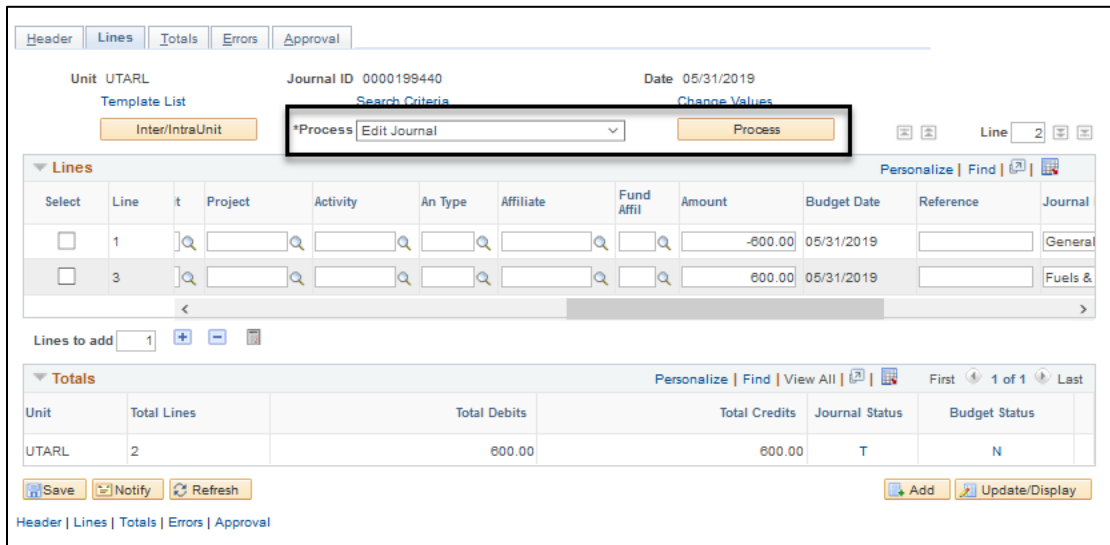 Header Lines Totals Errors Approval
Unit UTARL Journal ID 0000199440 Date 05/31/2019
Template List Search Criteria Change Values
Inter/IntraUnit *Process Edit Journal Process Line 2
Lines Personalize | Find |
Select Line t Project Activity An Type Affiliate Fund Affil Amount Budget Date Reference Journal
1 -600.00 05/31/2019 General
3 600.00 05/31/2019 Fuels &
Lines to add 1
Totals Personalize | Find | View All | First 1 of 1 Last
Unit Total Lines Total Debits Total Credits Journal Status Budget Status
UTARL 2 600.00 600.00 T N
Save Notify Refresh Add Update/Display
Header | Lines | Totals | Errors | Approval